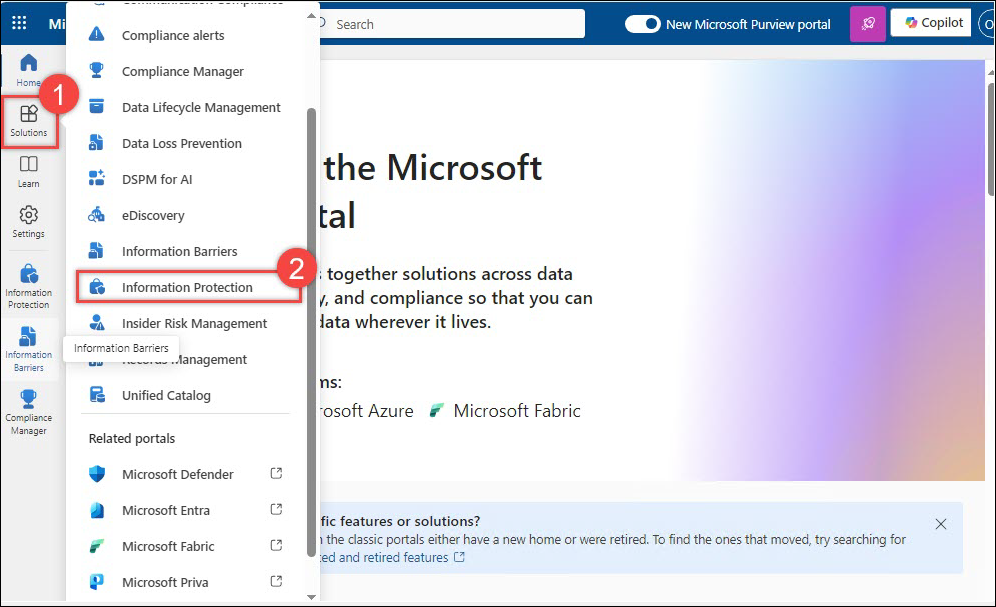 Mi
Search
New Microsoft Purview portal
Copilot
Home
1
Solutions
Learn
Settings
Information
Protection
Information
Barriers
Compliance
Manager
Communication Compliance
Compliance alerts
Compliance Manager
Data Lifecycle Management
Data Loss Prevention
DSPM for AI
eDiscovery
Information Barriers
Information Protection
2
Insider Risk Management
Information Barriers
Records Management
Unified Catalog
Related portals
Microsoft Defender
Microsoft Entra
Microsoft Fabric
Microsoft Priva
the Microsoft
tal
together solutions across data
y, and compliance so that you can
data wherever it lives.
ms:
rosoft Azure
Microsoft Fabric
fic features or solutions?
n the classic portals either have a new home or were retired. To find the ones that moved, try searching for
ted and retired features